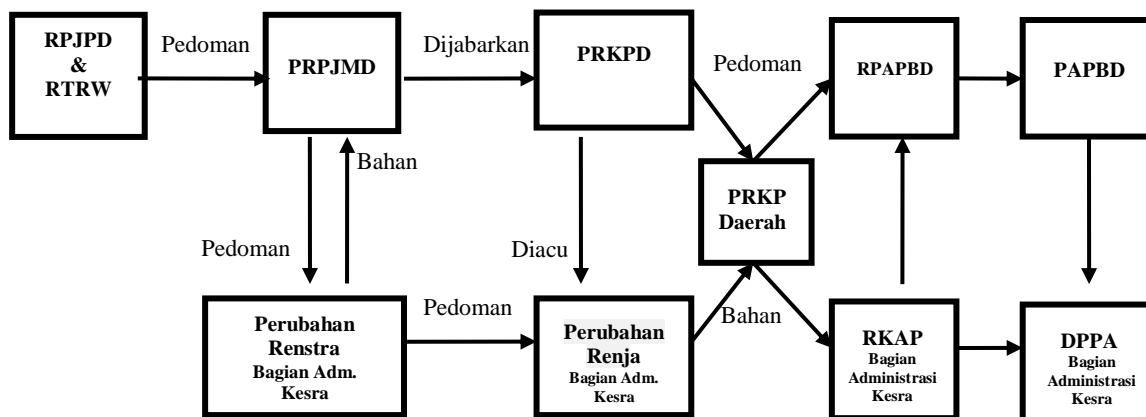 RPJPD
&
RTRW
Pedoman
PRPJMD
Dijabarkan
PRKPD
Pedoman
RPAPBD
PAPBD
Bahan
PRKP
Daerah
Pedoman
Diacu
Perubahan
Renstra
Bagian Adm.
Kesra
Pedoman
Perubahan
Renja
Bagian Adm.
Kesra
Bahan
RKAP
Bagian
Administrasi
Kesra
DPPA
Bagian
Administrasi
Kesra